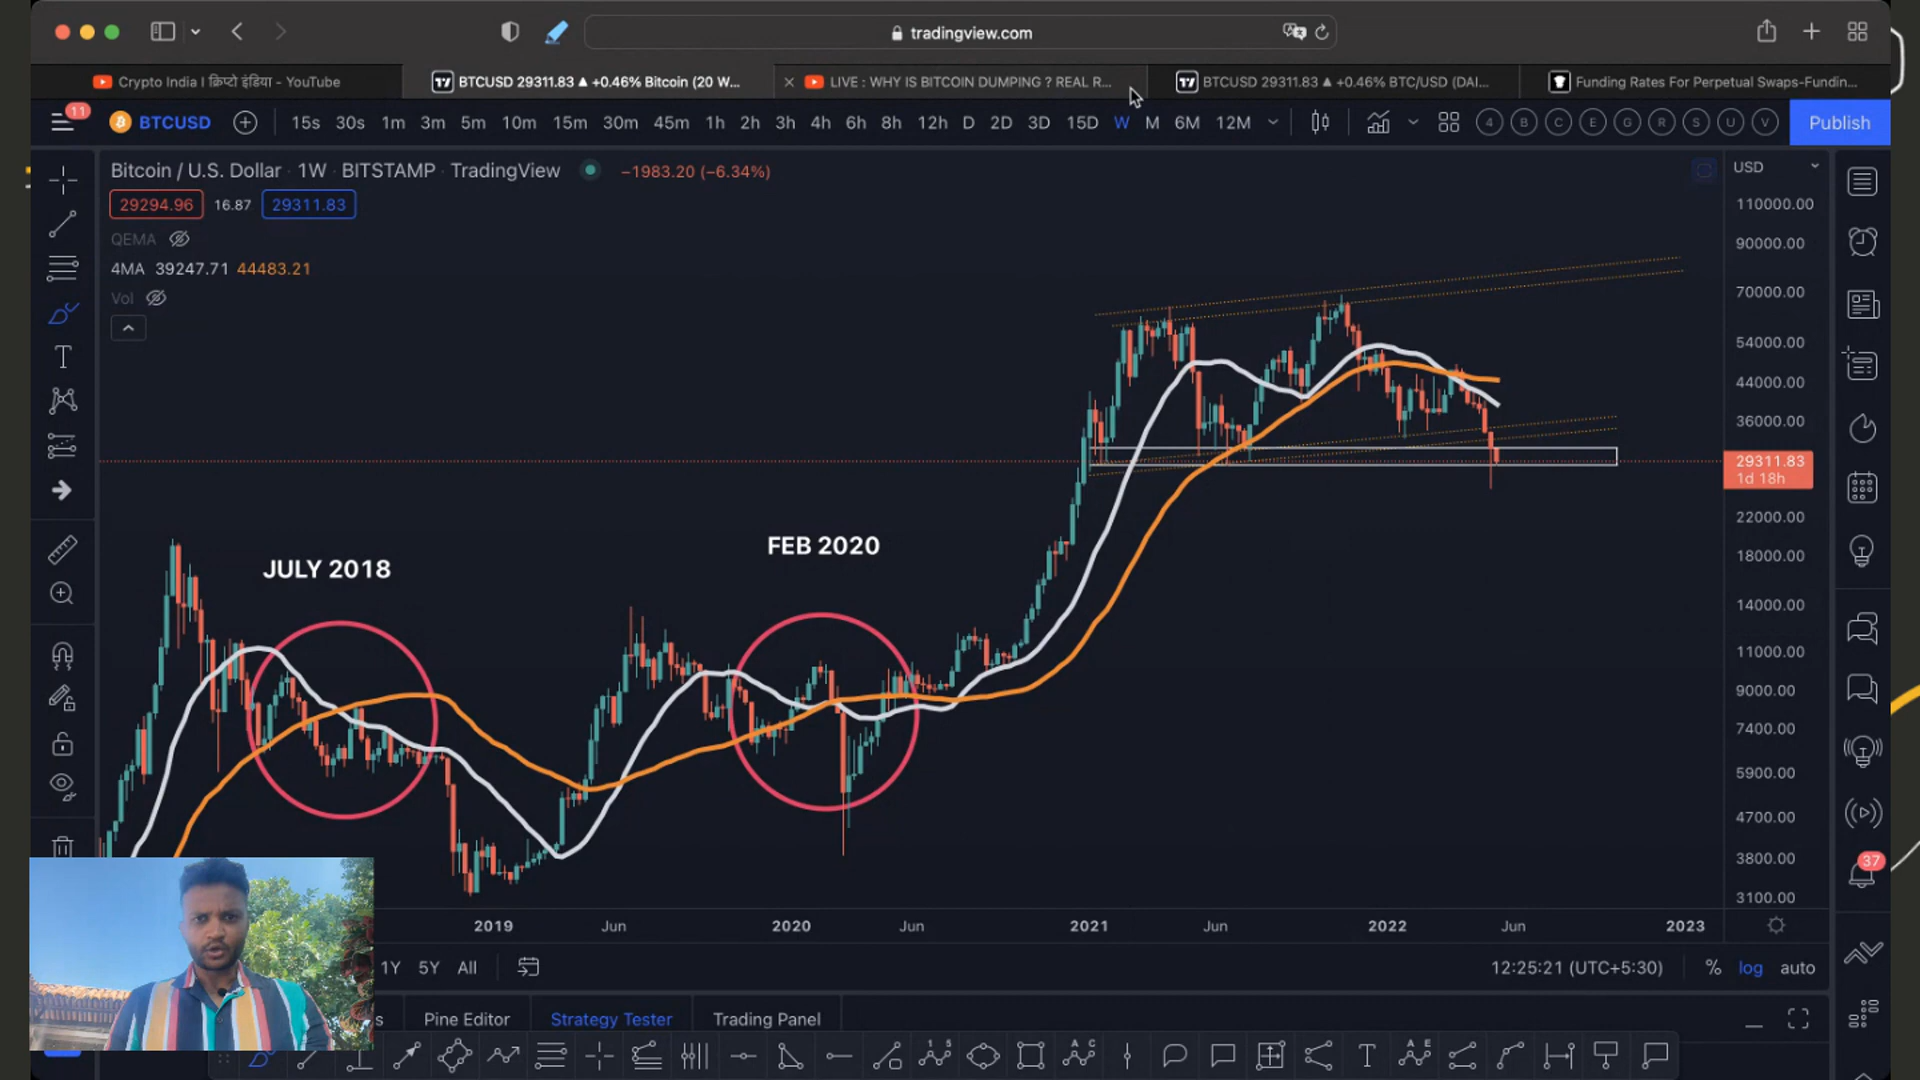 tradingview.com
Crypto India I क्रिप्टो इंडिया - YouTube
BTCUSD 29311.83 ▲ +0.46% Bitcoin (20 W...
LIVE : WHY IS BITCOIN DUMPING ? REAL R...
BTCUSD 29311.83 ▲ +0.46% BTC/USD (DAI...
Funding Rates For Perpetual Swaps-Fundin...
11
BTCUSD
15s 30s 1m 3m 5m 10m 15m 30m 45m 1h 2h 3h 4h 6h 8h 12h D 2D 3D 15D W M 6M 12M
4 B C E G R S U V
Publish
Bitcoin / U.S. Dollar · 1W · BITSTAMP · TradingView
−1983.20 (−6.34%)
USD
29294.96 16.87 29311.83
QEMA
4MA 39247.71 44483.21
Vol
110000.00
90000.00
70000.00
54000.00
44000.00
36000.00
29311.83
1d 18h
22000.00
18000.00
14000.00
11000.00
9000.00
7400.00
5900.00
4700.00
3800.00
3100.00
JULY 2018
FEB 2020
37
2019 Jun 2020 Jun 2021 Jun 2022 Jun 2023
1Y 5Y All
12:25:21 (UTC+5:30)
% log auto
s
Pine Editor
Strategy Tester
Trading Panel
T
1 5
A C
T
A E